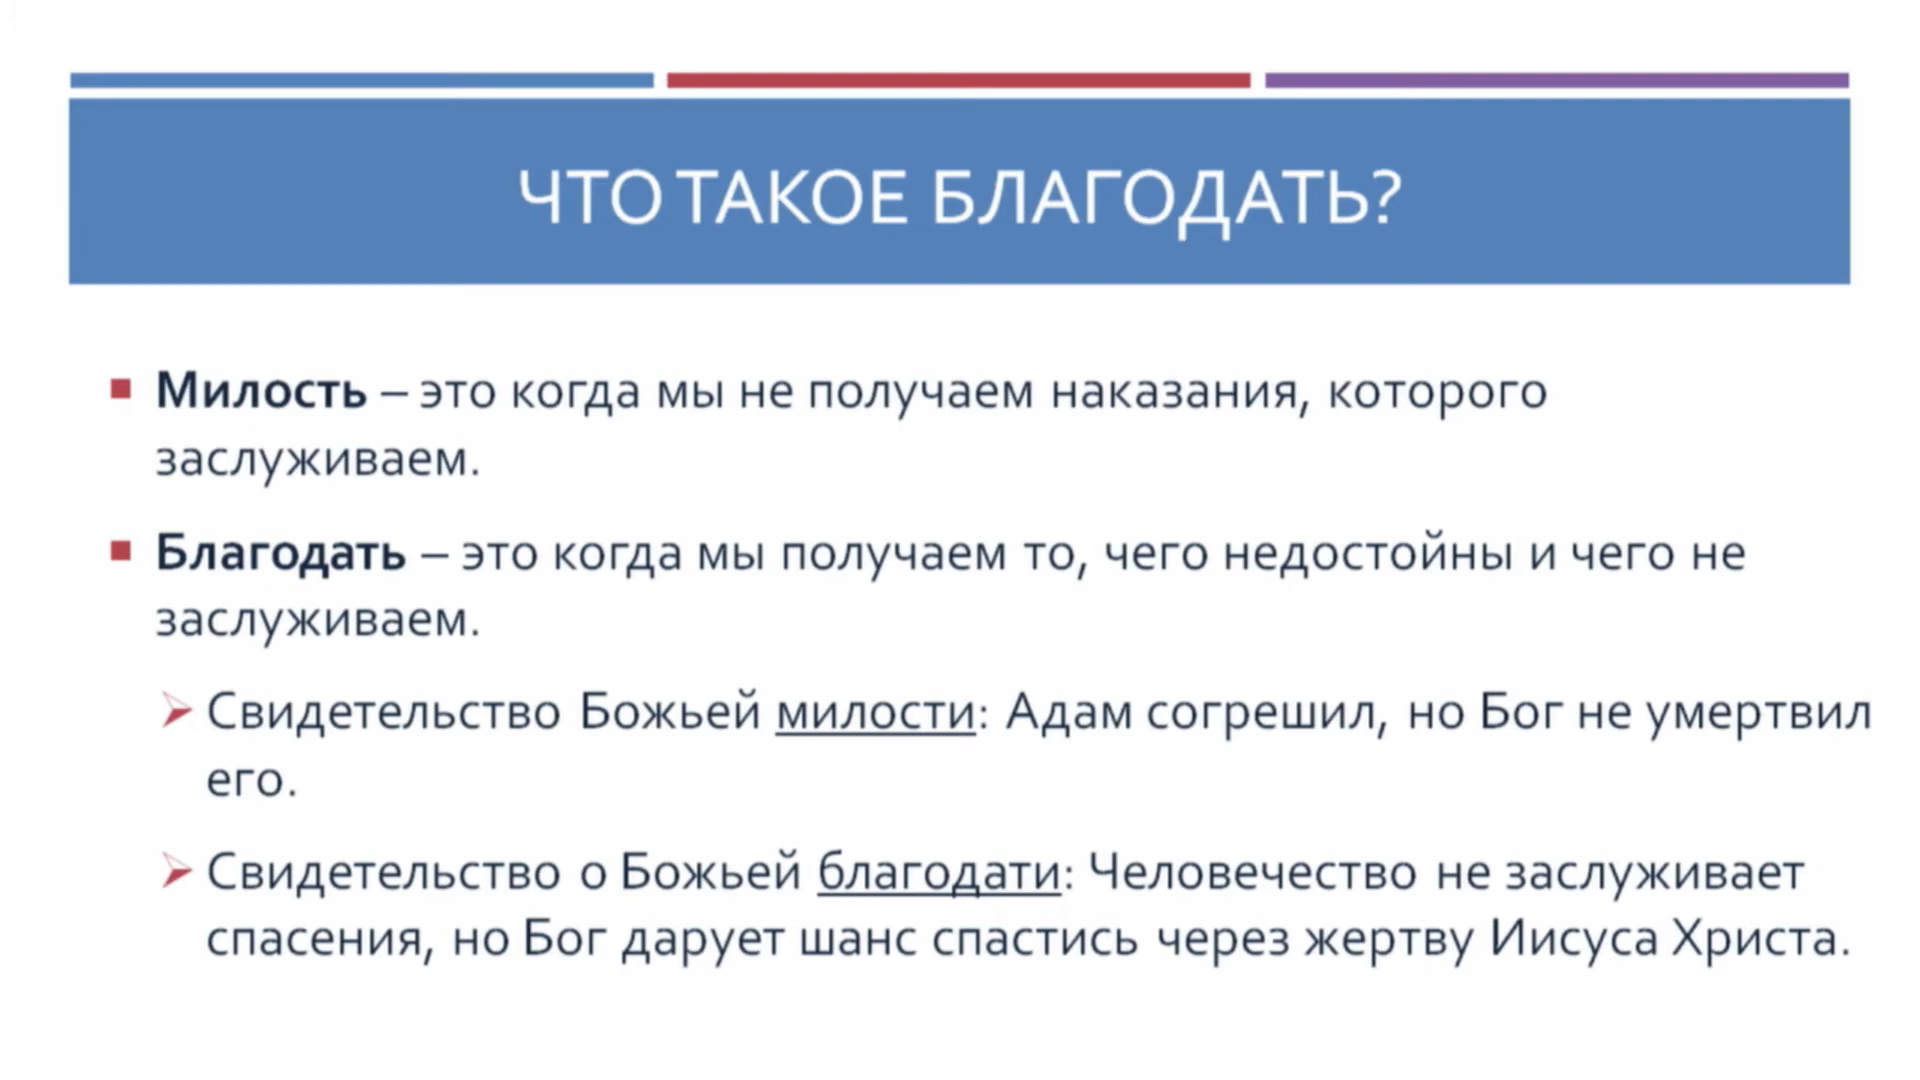 ЧТО ТАКОЕ БЛАГОДАТЬ?
Милость – это когда мы не получаем наказания, которого
заслуживаем.
Благодать – это когда мы получаем то, чего недостойны и чего не
заслуживаем.
Свидетельство Божьей милости: Адам согрешил, но Бог не умертвил
его.
Свидетельство о Божьей благодати: Человечество не заслуживает
спасения, но Бог дарует шанс спастись через жертву Иисуса Христа.